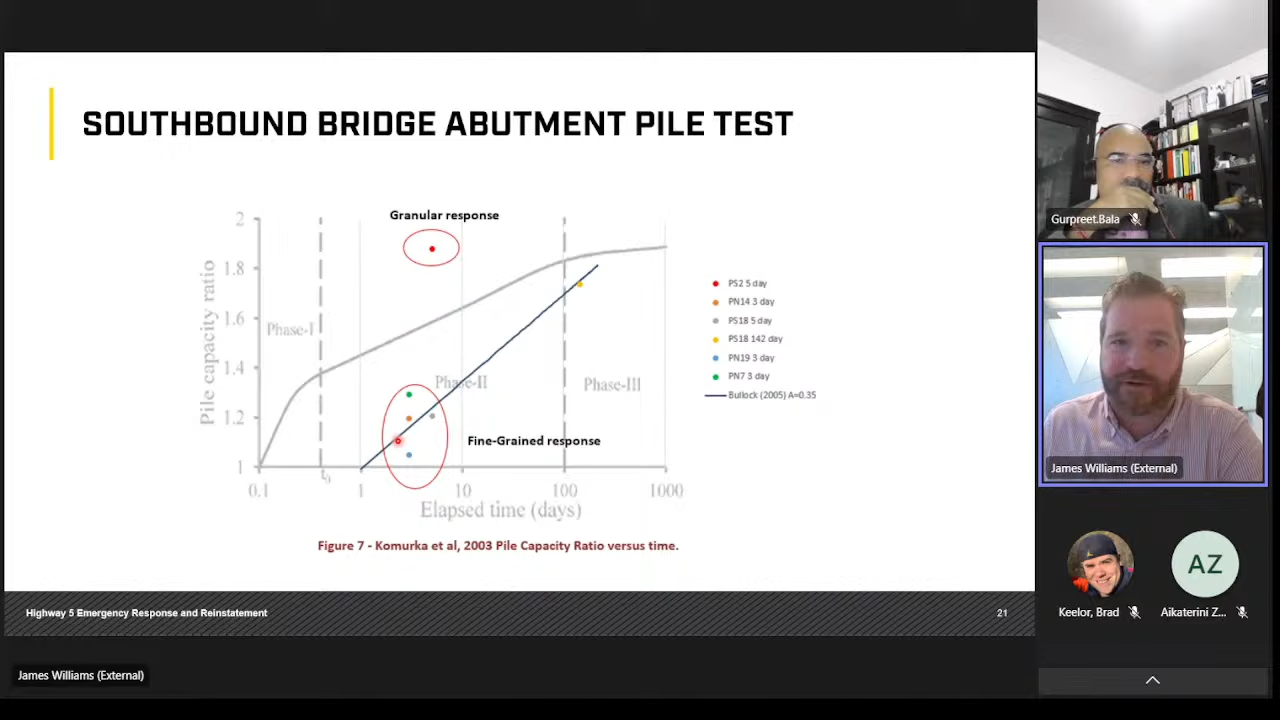 SOUTHBOUND BRIDGE ABUTMENT PILE TEST
Granular response
2
1.8
1.6
1.4
1.2
1
Pile capacity ratio
Phase-I
Phase-II
Phase-III
Fine-Grained response
t₀
0.1
1
10
100
1000
Elapsed time (days)
PS2 5 day
PN14 3 day
PS18 5 day
PS18 142 day
PN19 3 day
PN7 3 day
Bullock (2005) A=0.35
Figure 7 - Komurka et al, 2003 Pile Capacity Ratio versus time.
Highway 5 Emergency Response and Reinstatement
21
James Williams (External)
Gurpreet.Bala
James Williams (External)
AZ
Keelor, Brad
Aikaterini Z...